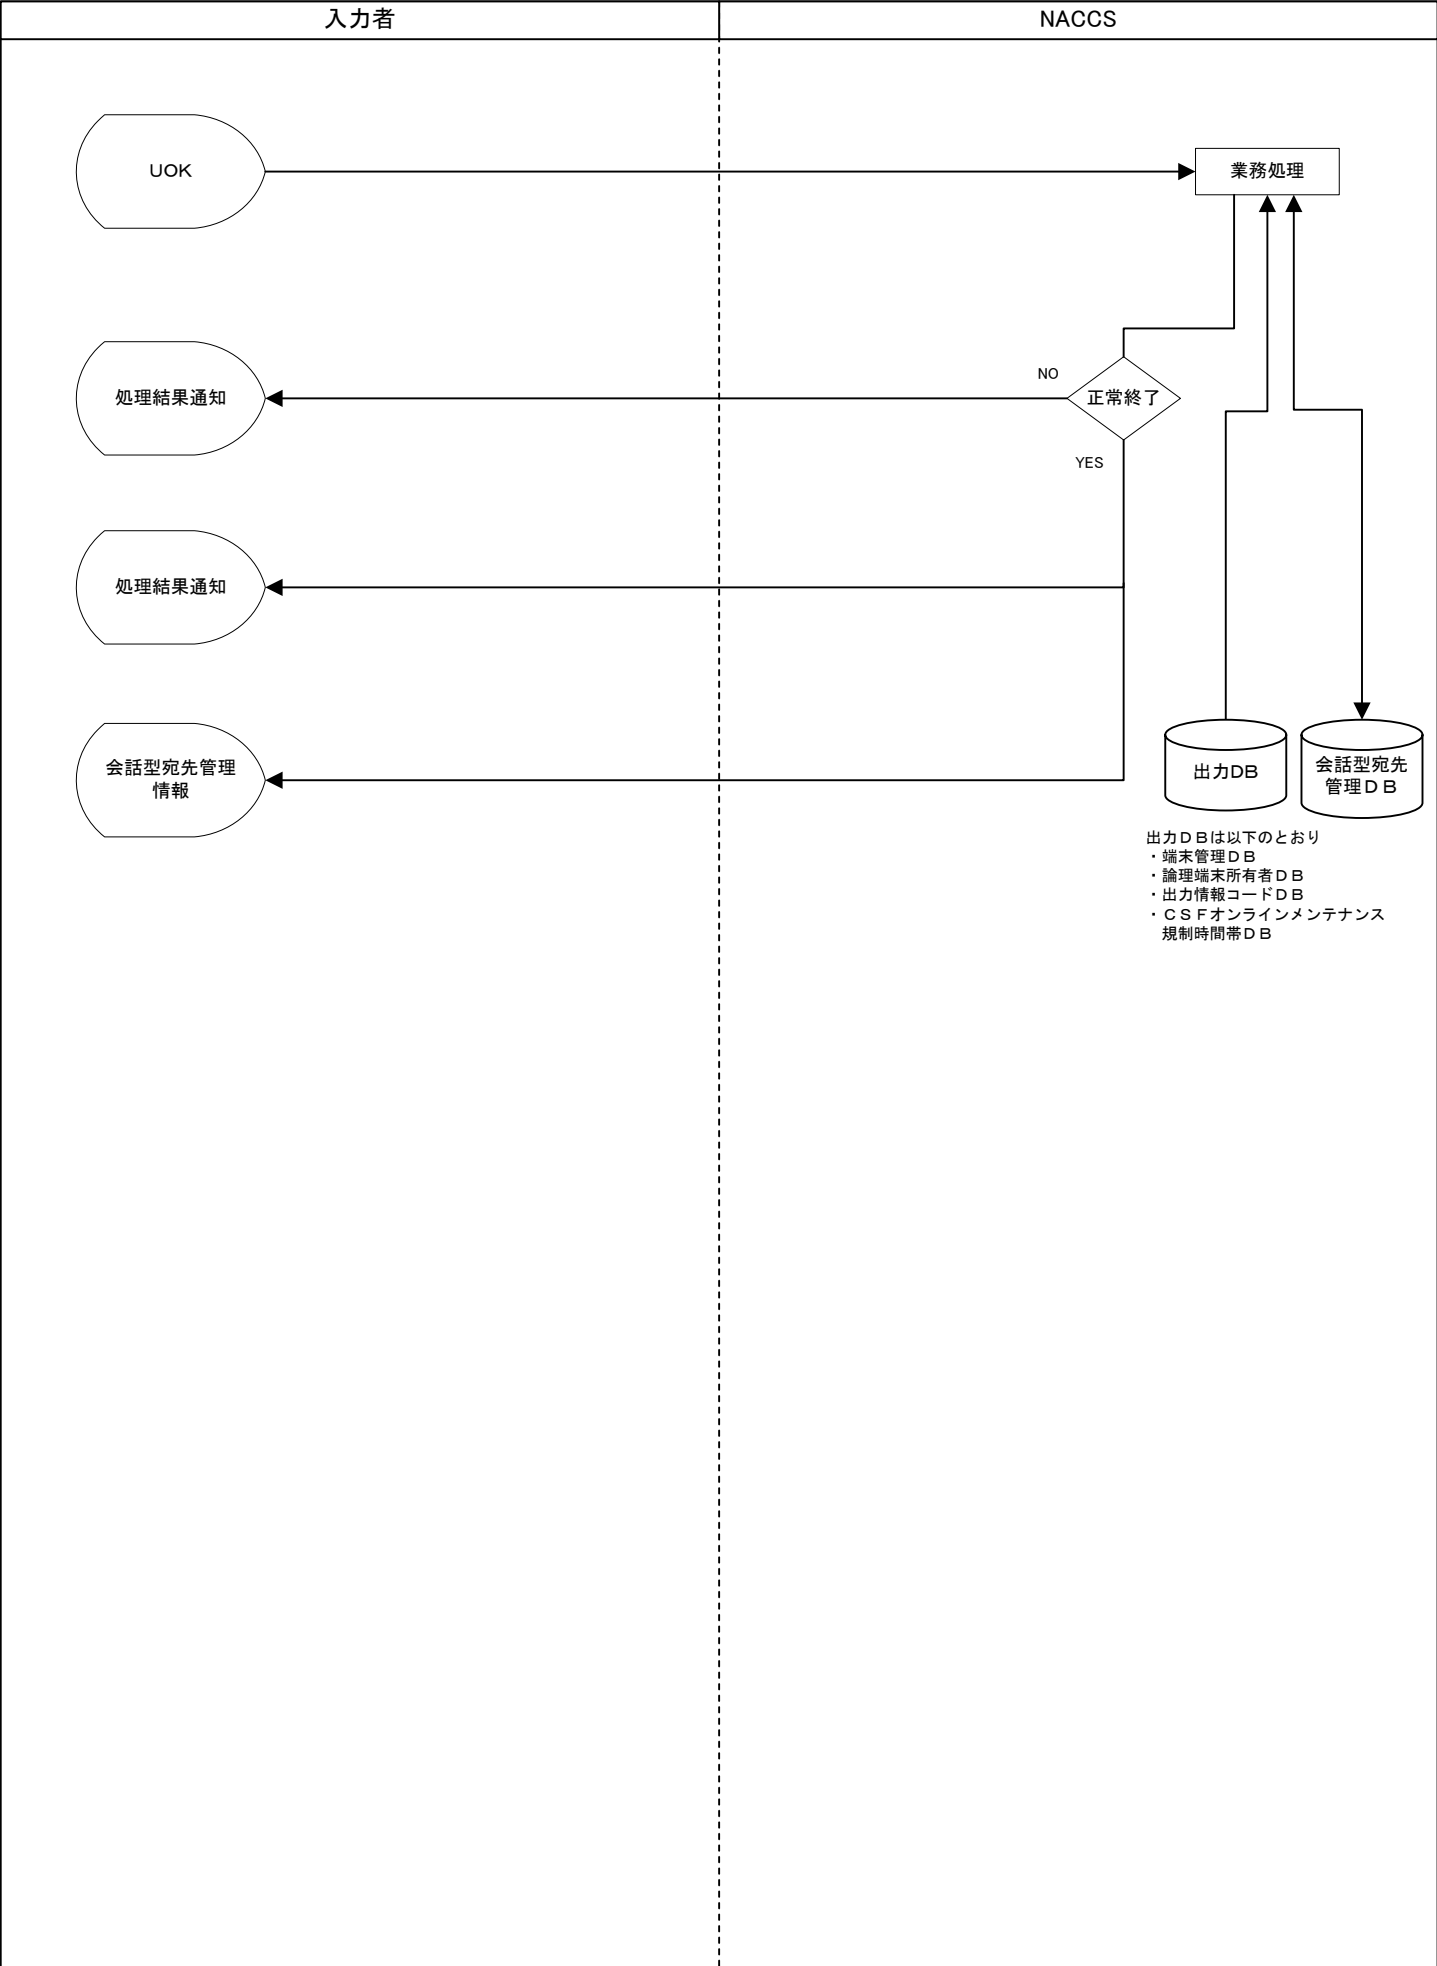 入力者
NACCS
UOK
業務処理
処理結果通知
NO
正常終了
YES
処理結果通知
会話型宛先管理
情報
出力DB
会話型宛先
管理ＤＢ
出力ＤＢは以下のとおり
・端末管理ＤＢ
・論理端末所有者ＤＢ
・出力情報コードＤＢ
・ＣＳＦオンラインメンテナンス
規制時間帯ＤＢ